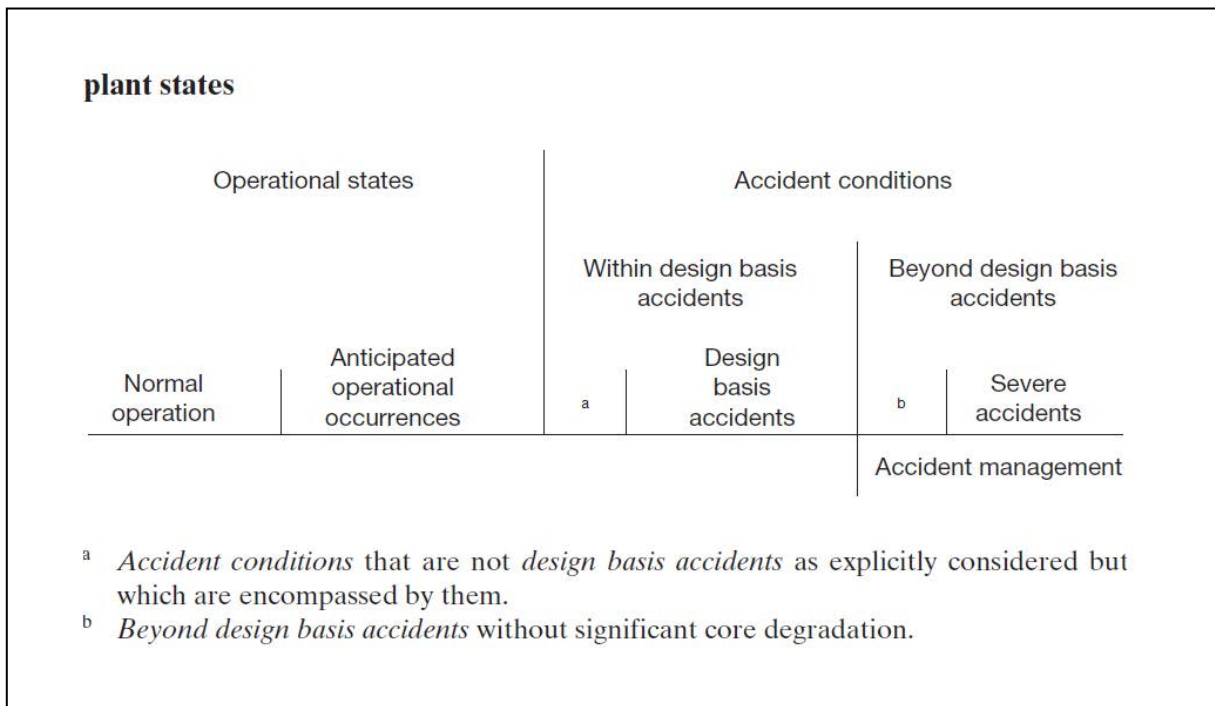 plant states
Operational states
Accident conditions
Within design basis
accidents
Beyond design basis
accidents
Normal
operation
Anticipated
operational
occurrences
a
Design
basis
accidents
b
Severe
accidents
Accident management
a Accident conditions that are not design basis accidents as explicitly considered but
which are encompassed by them.
b Beyond design basis accidents without significant core degradation.